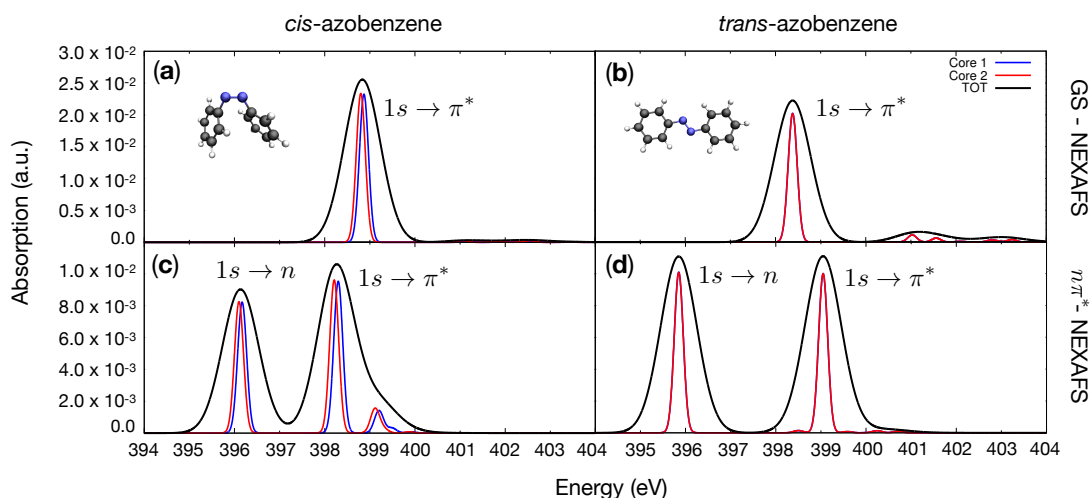 cis-azobenzene
trans-azobenzene
Absorption (a.u.)
3.0 x 10⁻²
2.5 x 10⁻²
2.0 x 10⁻²
1.5 x 10⁻²
1.0 x 10⁻²
0.5 x 10⁻³
0.0
(a)
1s → π*
(b)
1s → π*
Core 1
Core 2
TOT
GS - NEXAFS
1.0 x 10⁻²
8.0 x 10⁻³
6.0 x 10⁻³
4.0 x 10⁻³
2.0 x 10⁻³
0.0
(c)
1s → n
1s → π*
(d)
1s → n
1s → π*
nπ*- NEXAFS
394 395 396 397 398 399 400 401 402 403 394 395 396 397 398 399 400 401 402 403 404
Energy (eV)